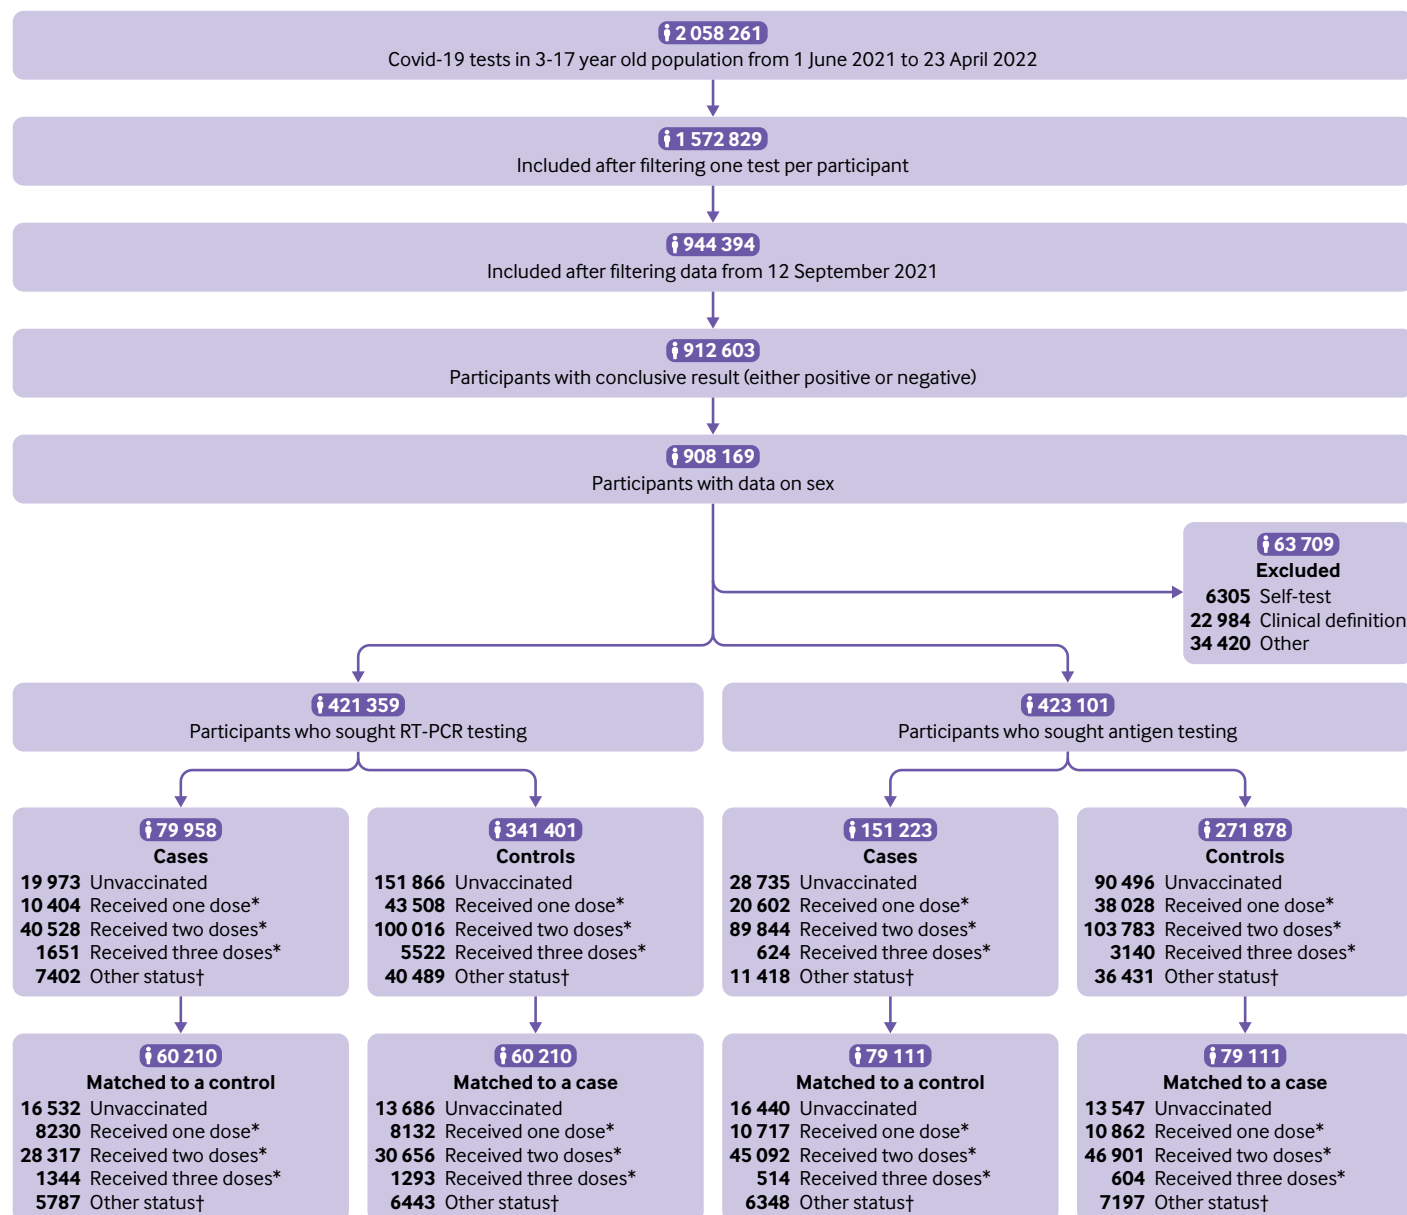 2 058 261
Covid-19 tests in 3-17 year old population from 1 June 2021 to 23 April 2022
1 572 829
Included after filtering one test per participant
944 394
Included after filtering data from 12 September 2021
912 603
Participants with conclusive result (either positive or negative)
908 169
Participants with data on sex
63 709
Excluded
6305 Self-test
22 984 Clinical definition
34 420 Other
421 359
Participants who sought RT-PCR testing
423 101
Participants who sought antigen testing
79 958
Cases
19 973 Unvaccinated
10 404 Received one dose*
40 528 Received two doses*
1651 Received three doses*
7402 Other status†
341 401
Controls
151 866 Unvaccinated
43 508 Received one dose*
100 016 Received two doses*
5522 Received three doses*
40 489 Other status†
151 223
Cases
28 735 Unvaccinated
20 602 Received one dose*
89 844 Received two doses*
624 Received three doses*
11 418 Other status†
271 878
Controls
90 496 Unvaccinated
38 028 Received one dose*
103 783 Received two doses*
3140 Received three doses*
36 431 Other status†
60 210
Matched to a control
16 532 Unvaccinated
8230 Received one dose*
28 317 Received two doses*
1344 Received three doses*
5787 Other status†
60 210
Matched to a case
13 686 Unvaccinated
8132 Received one dose*
30 656 Received two doses*
1293 Received three doses*
6443 Other status†
79 111
Matched to a control
16 440 Unvaccinated
10 717 Received one dose*
45 092 Received two doses*
514 Received three doses*
6348 Other status†
79 111
Matched to a case
13 547 Unvaccinated
10 862 Received one dose*
46 901 Received two doses*
604 Received three doses*
7197 Other status†